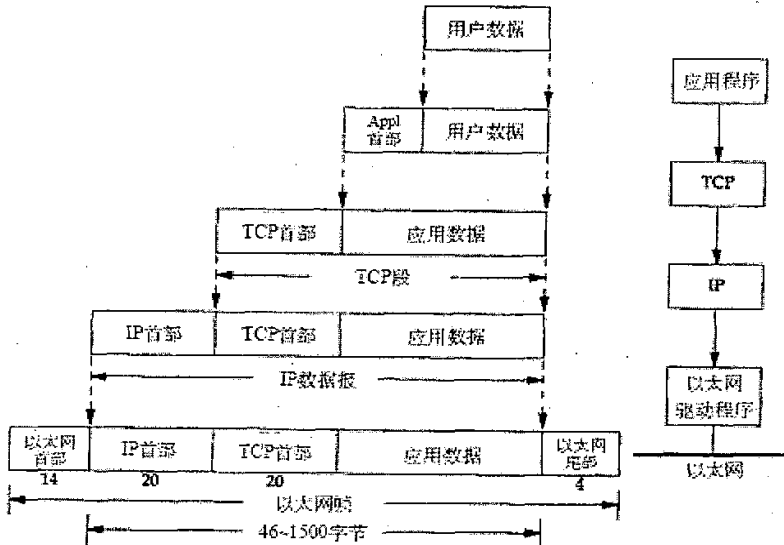 用户数据
Appl
首部
用户数据
TCP首部
应用数据
TCP段
IP首部
TCP首部
应用数据
IP数据报
以太网
首部
IP首部
TCP首部
应用数据
以太网
尾部
14
20
20
4
以太网帧
46~1500字节
应用程序
TCP
IP
以太网
驱动程序
以太网